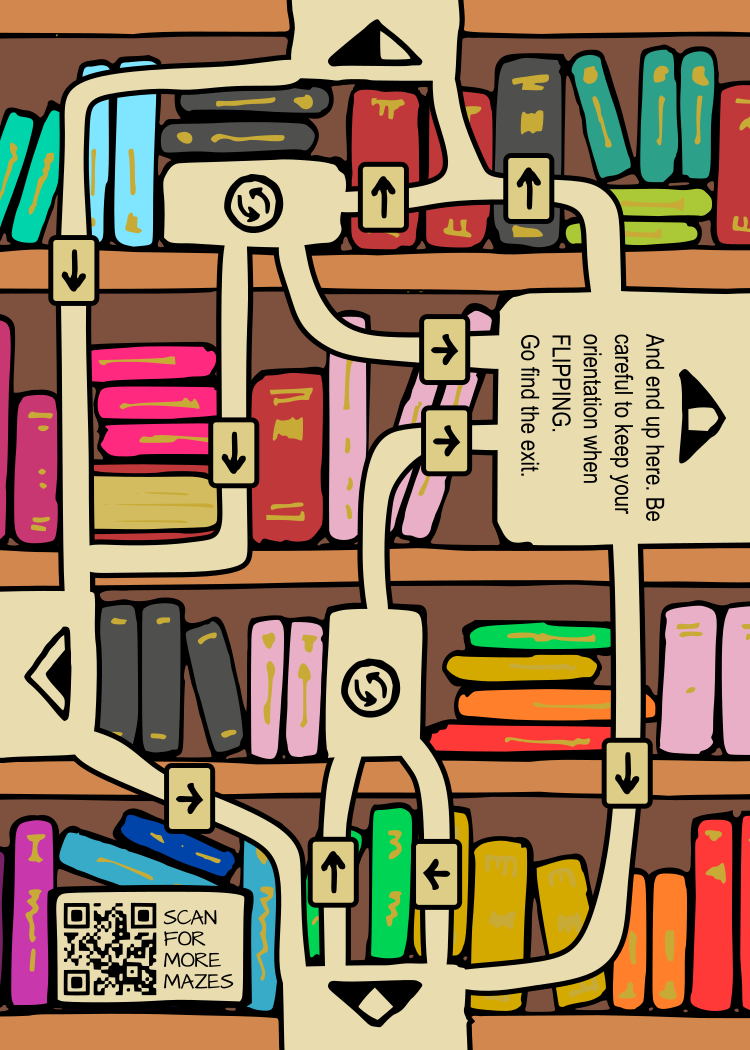 And end up here. Be
careful to keep your
orientation when
FLIPPING.
Go find the exit.
SCAN
FOR
MORE
MAZES